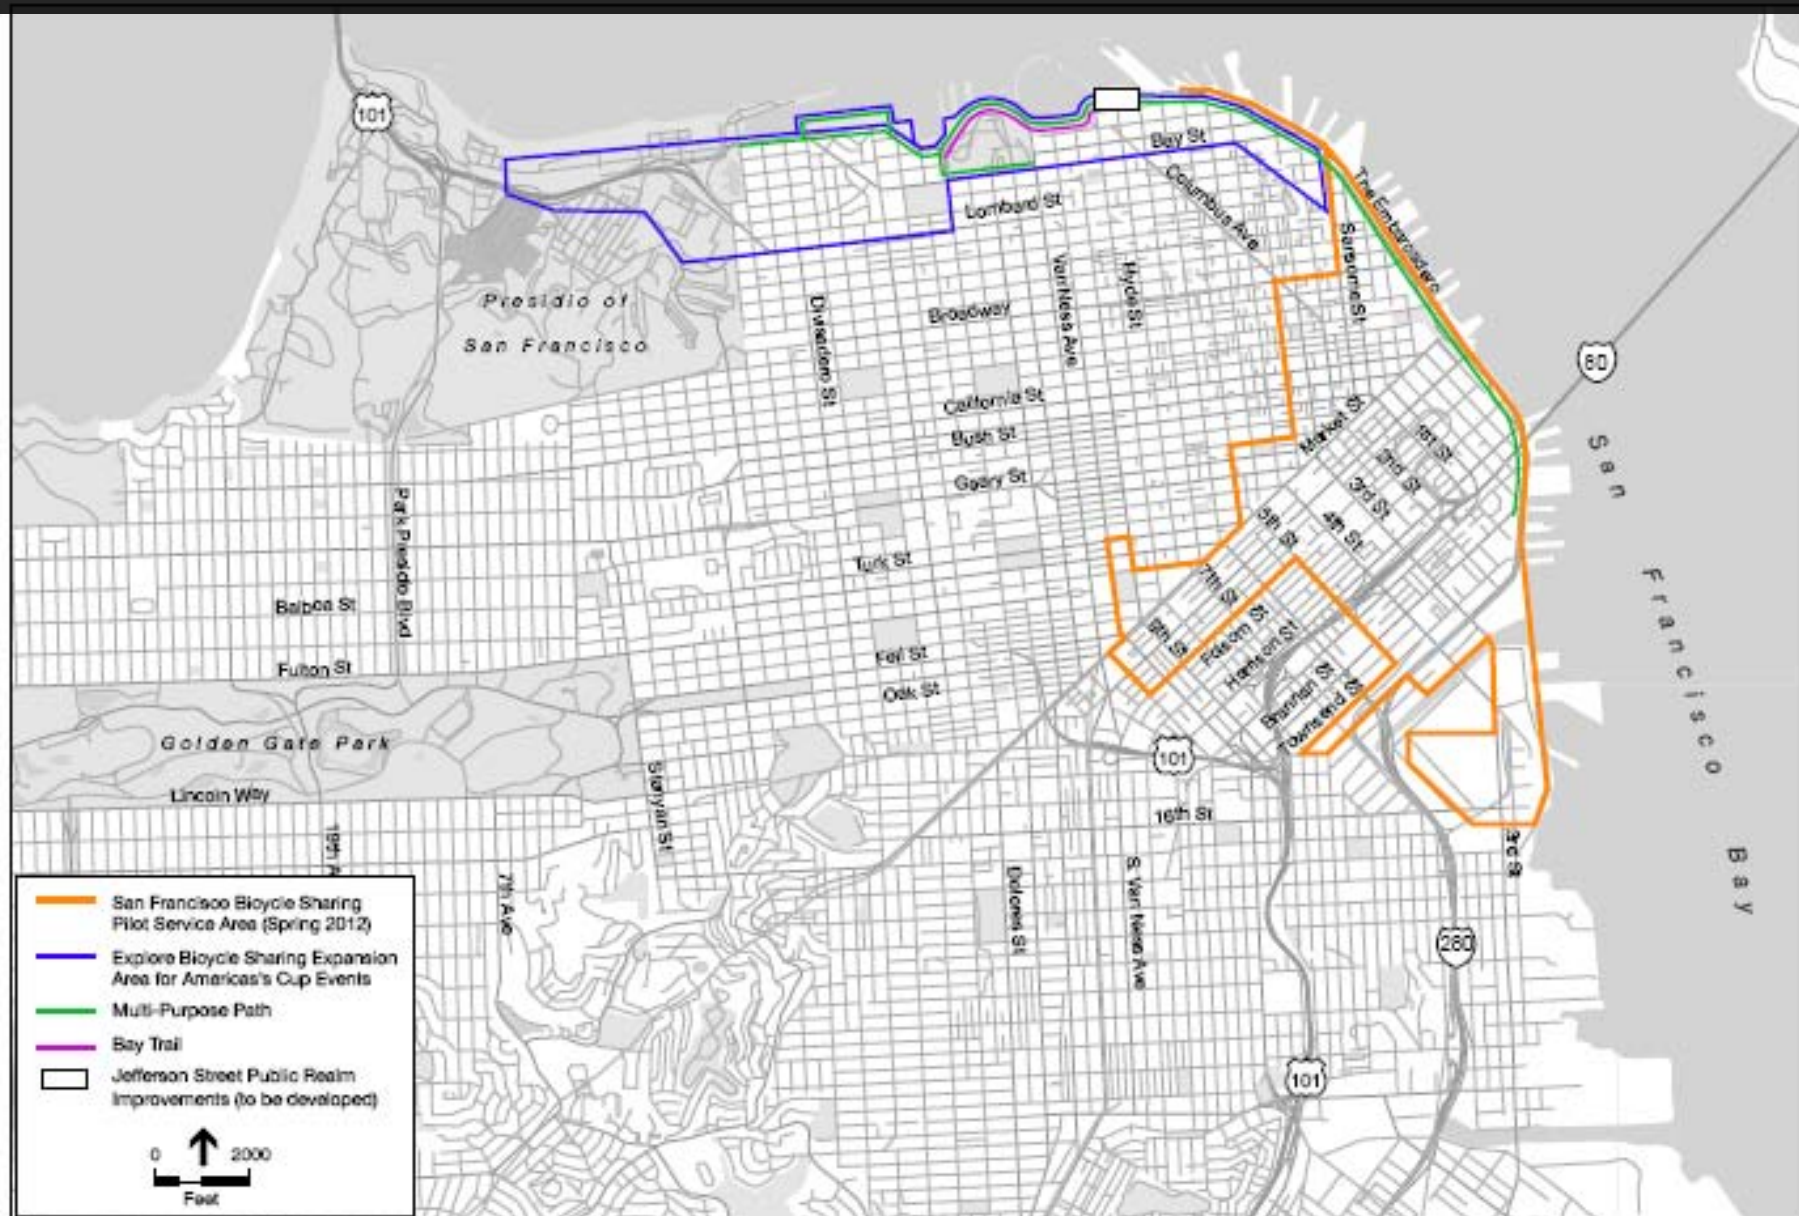 101
Bay St
The Embarcadero
Columbus Ave
Lombard St
Sansome St
Van Ness Ave
Hyde St
Presidio of
San Francisco
Divisadero St
Broadway
80
California St
Bush St
Market St
1st St
2nd St
3rd St
4th St
5th St
Geary St
San Francisco Bay
Park Presidio Blvd
Turk St
7th St
9th St
Folsom St
Harrison St
Balboa St
Fulton St
Fell St
Oak St
Brannan St
Townsend St
Golden Gate Park
101
Lincoln Way
Stanyan St
16th St
19th A
3rd St
7th Ave
Dolores St
S. Van Ness Ave
280
101
San Francisco Bicycle Sharing
Pilot Service Area (Spring 2012)
Explore Bicycle Sharing Expansion
Area for Americas's Cup Events
Multi-Purpose Path
Bay Trail
Jefferson Street Public Realm
Improvements (to be developed)
0 2000
Feet